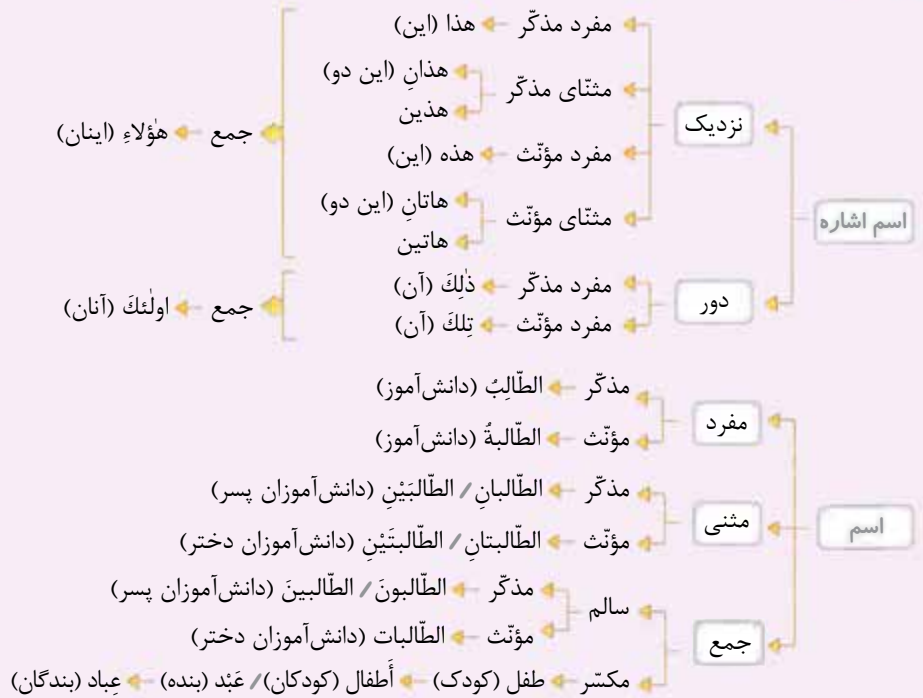 مفرد مذکّر هذا (این)
مثنّای مذکّر هذانِ (این دو)
هذین
نزدیک
جمع هٰؤلاءِ (اینان)
مفرد مؤنّث هذه (این)
مثنّای مؤنّث هاتانِ (این دو)
هاتین
اسم اشاره
مفرد مذکّر ذٰلِكَ (آن)
دور
جمع اولٰئكَ (آنان)
مفرد مؤنّث تِلكَ (آن)
مذکّر الطّالِبُ (دانش‌آموز)
مفرد
مؤنّث الطّالبةُ (دانش‌آموز)
مذکّر الطّالبانِ / الطّالبَیْنِ (دانش‌آموزان پسر)
اسم مثنی
مؤنّث الطّالبتانِ / الطّالبتَیْنِ (دانش‌آموزان دختر)
سالم مذکّر الطّالبونَ / الطّالبینَ (دانش‌آموزان پسر)
مؤنّث الطّالبات (دانش‌آموزان دختر)
جمع
مکسّر طفل (کودک) أَطفال (کودکان) / عَبْد (بنده) عِباد (بندگان)